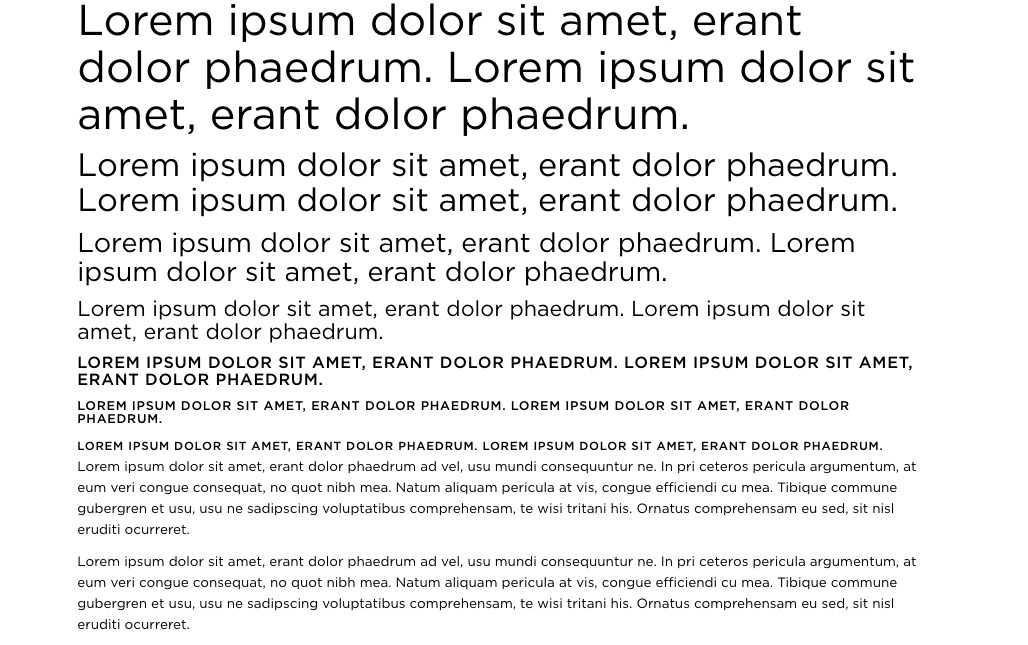 Lorem ipsum dolor sit amet, erant
dolor phaedrum. Lorem ipsum dolor sit
amet, erant dolor phaedrum.
Lorem ipsum dolor sit amet, erant dolor phaedrum.
Lorem ipsum dolor sit amet, erant dolor phaedrum.
Lorem ipsum dolor sit amet, erant dolor phaedrum. Lorem
ipsum dolor sit amet, erant dolor phaedrum.
Lorem ipsum dolor sit amet, erant dolor phaedrum. Lorem ipsum dolor sit
amet, erant dolor phaedrum.
LOREM IPSUM DOLOR SIT AMET, ERANT DOLOR PHAEDRUM. LOREM IPSUM DOLOR SIT AMET,
ERANT DOLOR PHAEDRUM.
LOREM IPSUM DOLOR SIT AMET, ERANT DOLOR PHAEDRUM. LOREM IPSUM DOLOR SIT AMET, ERANT DOLOR
PHAEDRUM.
LOREM IPSUM DOLOR SIT AMET, ERANT DOLOR PHAEDRUM. LOREM IPSUM DOLOR SIT AMET, ERANT DOLOR PHAEDRUM.
Lorem ipsum dolor sit amet, erant dolor phaedrum ad vel, usu mundi consequuntur ne. In pri ceteros pericula argumentum, at
eum veri congue consequat, no quot nibh mea. Natum aliquam pericula at vis, congue efficiendi cu mea. Tibique commune
gubergren et usu, usu ne sadipscing voluptatibus comprehensam, te wisi tritani his. Ornatus comprehensam eu sed, sit nisl
eruditi ocurreret.
Lorem ipsum dolor sit amet, erant dolor phaedrum ad vel, usu mundi consequuntur ne. In pri ceteros pericula argumentum, at
eum veri congue consequat, no quot nibh mea. Natum aliquam pericula at vis, congue efficiendi cu mea. Tibique commune
gubergren et usu, usu ne sadipscing voluptatibus comprehensam, te wisi tritani his. Ornatus comprehensam eu sed, sit nisl
eruditi ocurreret.